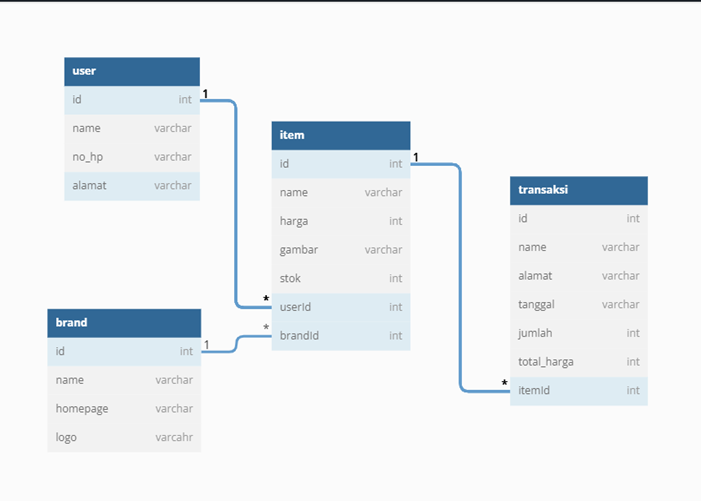 user
id int
name varchar
no_hp varchar
alamat varchar
1
*
item
id int
name varchar
harga int
gambar varchar
stok int
userId int
brandId int
1
*
brand
id int
name varchar
homepage varchar
logo varcahr
1
*
transaksi
id int
name varchar
alamat varchar
tanggal varchar
jumlah int
total_harga int
itemId int